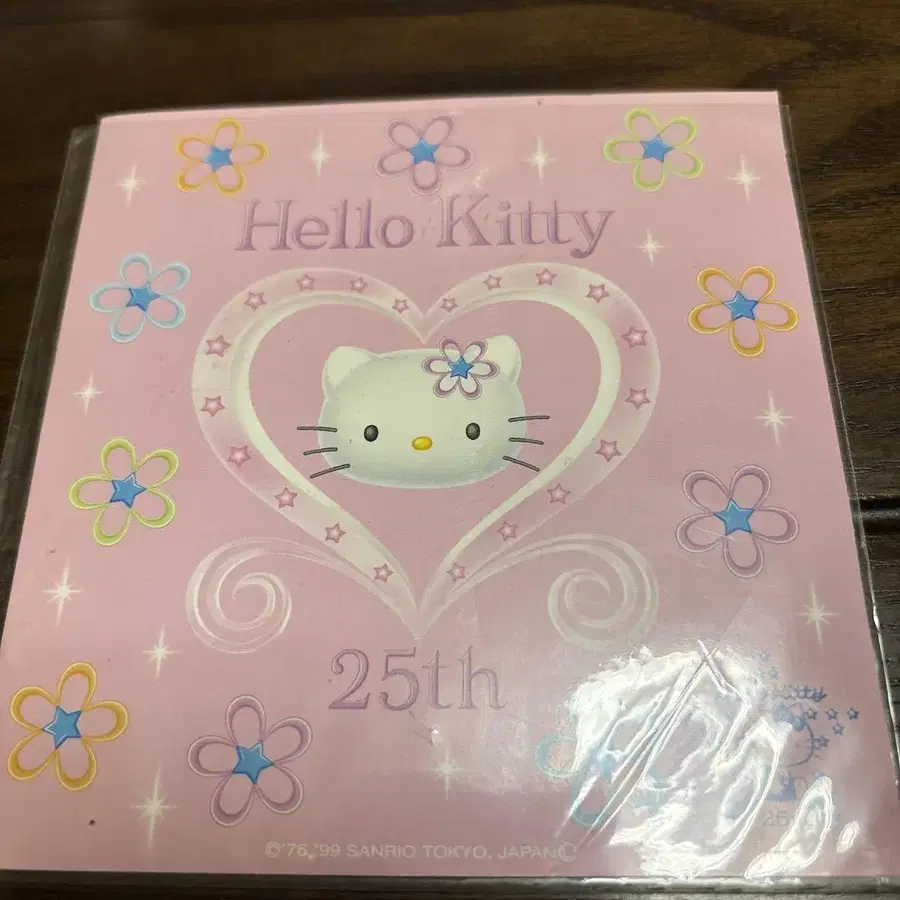 Hello Kitty
25th
©'76,'99 SANRIO TOKYO, JAPAN